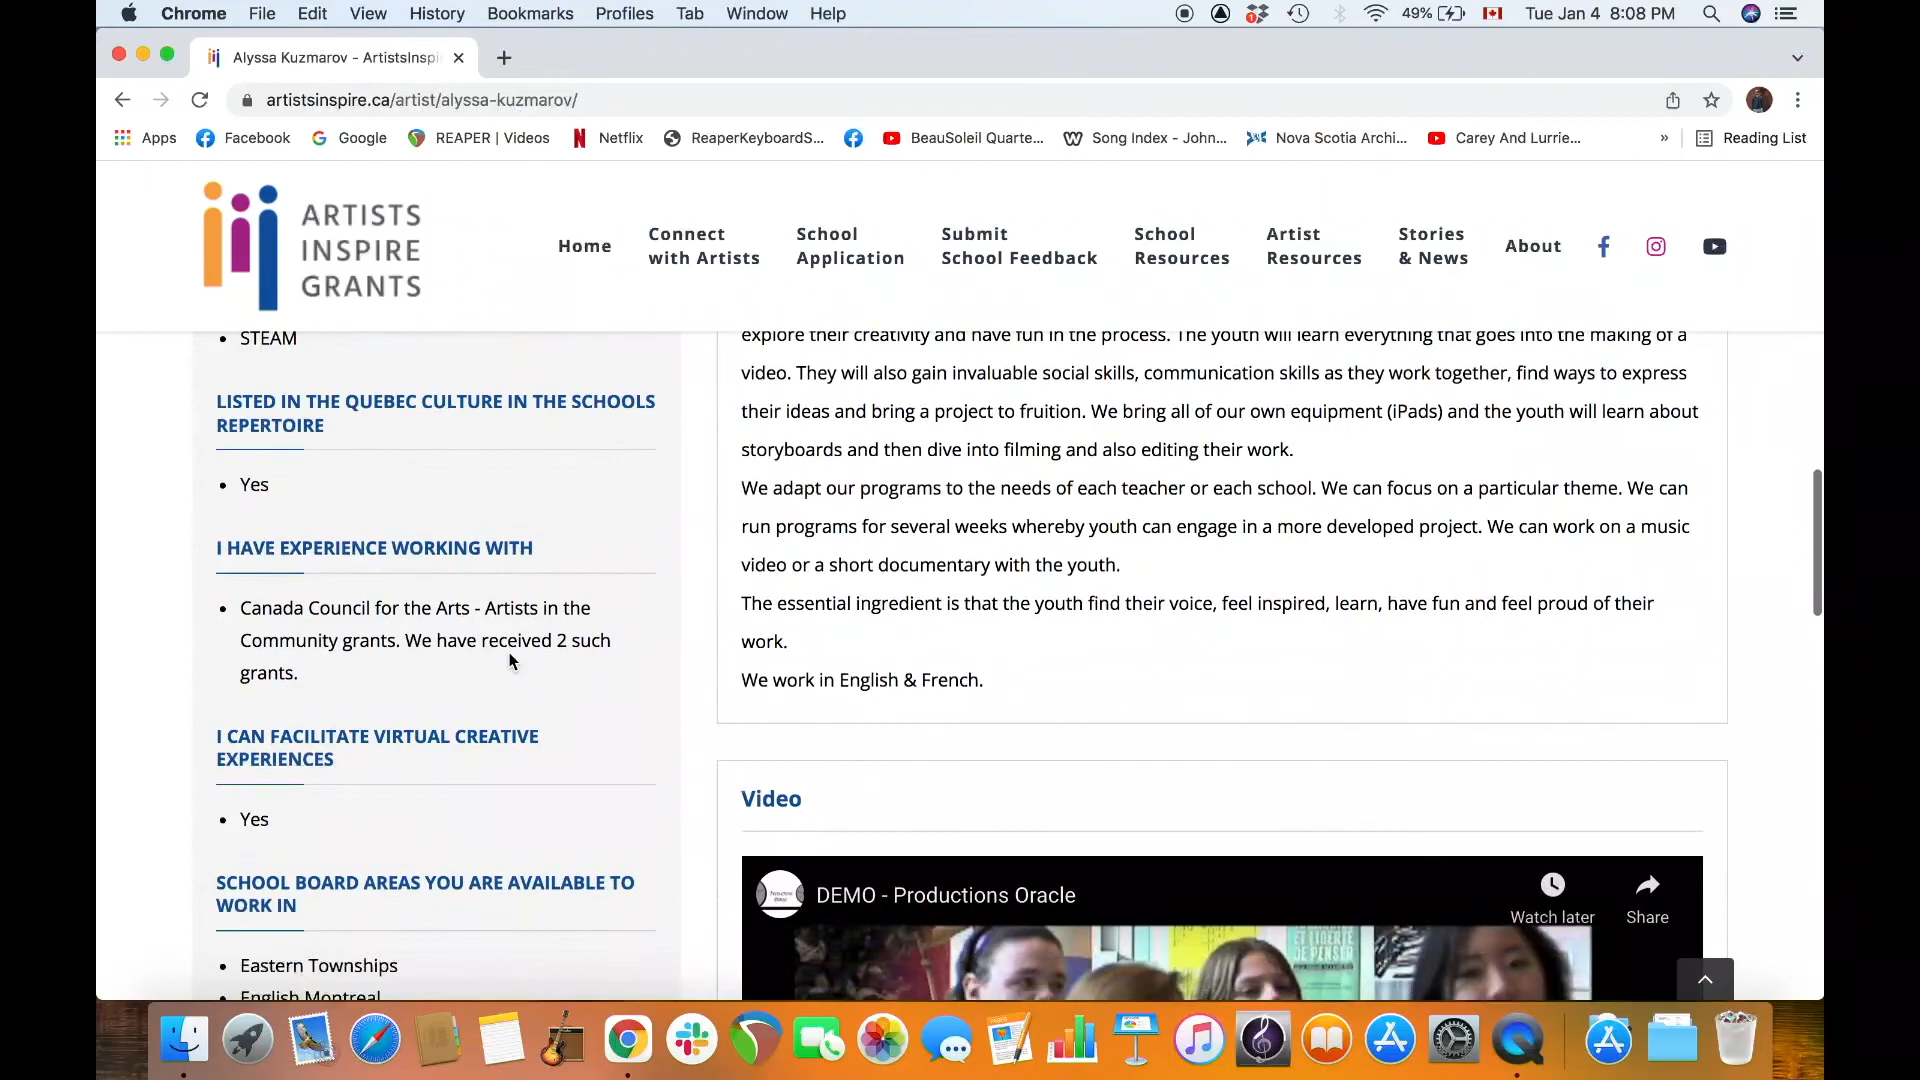 Chrome File Edit View History Bookmarks Profiles Tab Window Help
1
49% Tue Jan 4 8:08 PM
Alyssa Kuzmarov - ArtistsInspi
artistsinspire.ca/artist/alyssa-kuzmarov/
Apps Facebook Google REAPER | Videos Netflix ReaperKeyboardS... BeauSoleil Quarte... Song Index - John... Nova Scotia Archi... Carey And Lurrie... » Reading List
ARTISTS
INSPIRE
GRANTS
Home
Connect
with Artists
School
Application
Submit
School Feedback
School
Resources
Artist
Resources
Stories
& News
About
STEAM
LISTED IN THE QUEBEC CULTURE IN THE SCHOOLS
REPERTOIRE
Yes
I HAVE EXPERIENCE WORKING WITH
Canada Council for the Arts - Artists in the
Community grants. We have received 2 such
grants.
I CAN FACILITATE VIRTUAL CREATIVE
EXPERIENCES
Yes
SCHOOL BOARD AREAS YOU ARE AVAILABLE TO
WORK IN
Eastern Townships
English Montreal
explore their creativity and have fun in the process. The youth will learn everything that goes into the making of a
video. They will also gain invaluable social skills, communication skills as they work together, find ways to express
their ideas and bring a project to fruition. We bring all of our own equipment (iPads) and the youth will learn about
storyboards and then dive into filming and also editing their work.
We adapt our programs to the needs of each teacher or each school. We can focus on a particular theme. We can
run programs for several weeks whereby youth can engage in a more developed project. We can work on a music
video or a short documentary with the youth.
The essential ingredient is that the youth find their voice, feel inspired, learn, have fun and feel proud of their
work.
We work in English & French.
Video
DEMO - Productions Oracle
Watch later
Share
ET LIBERTÉ
DE PENSER